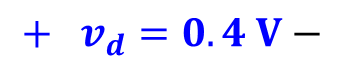 + v_d = 0.4 V −